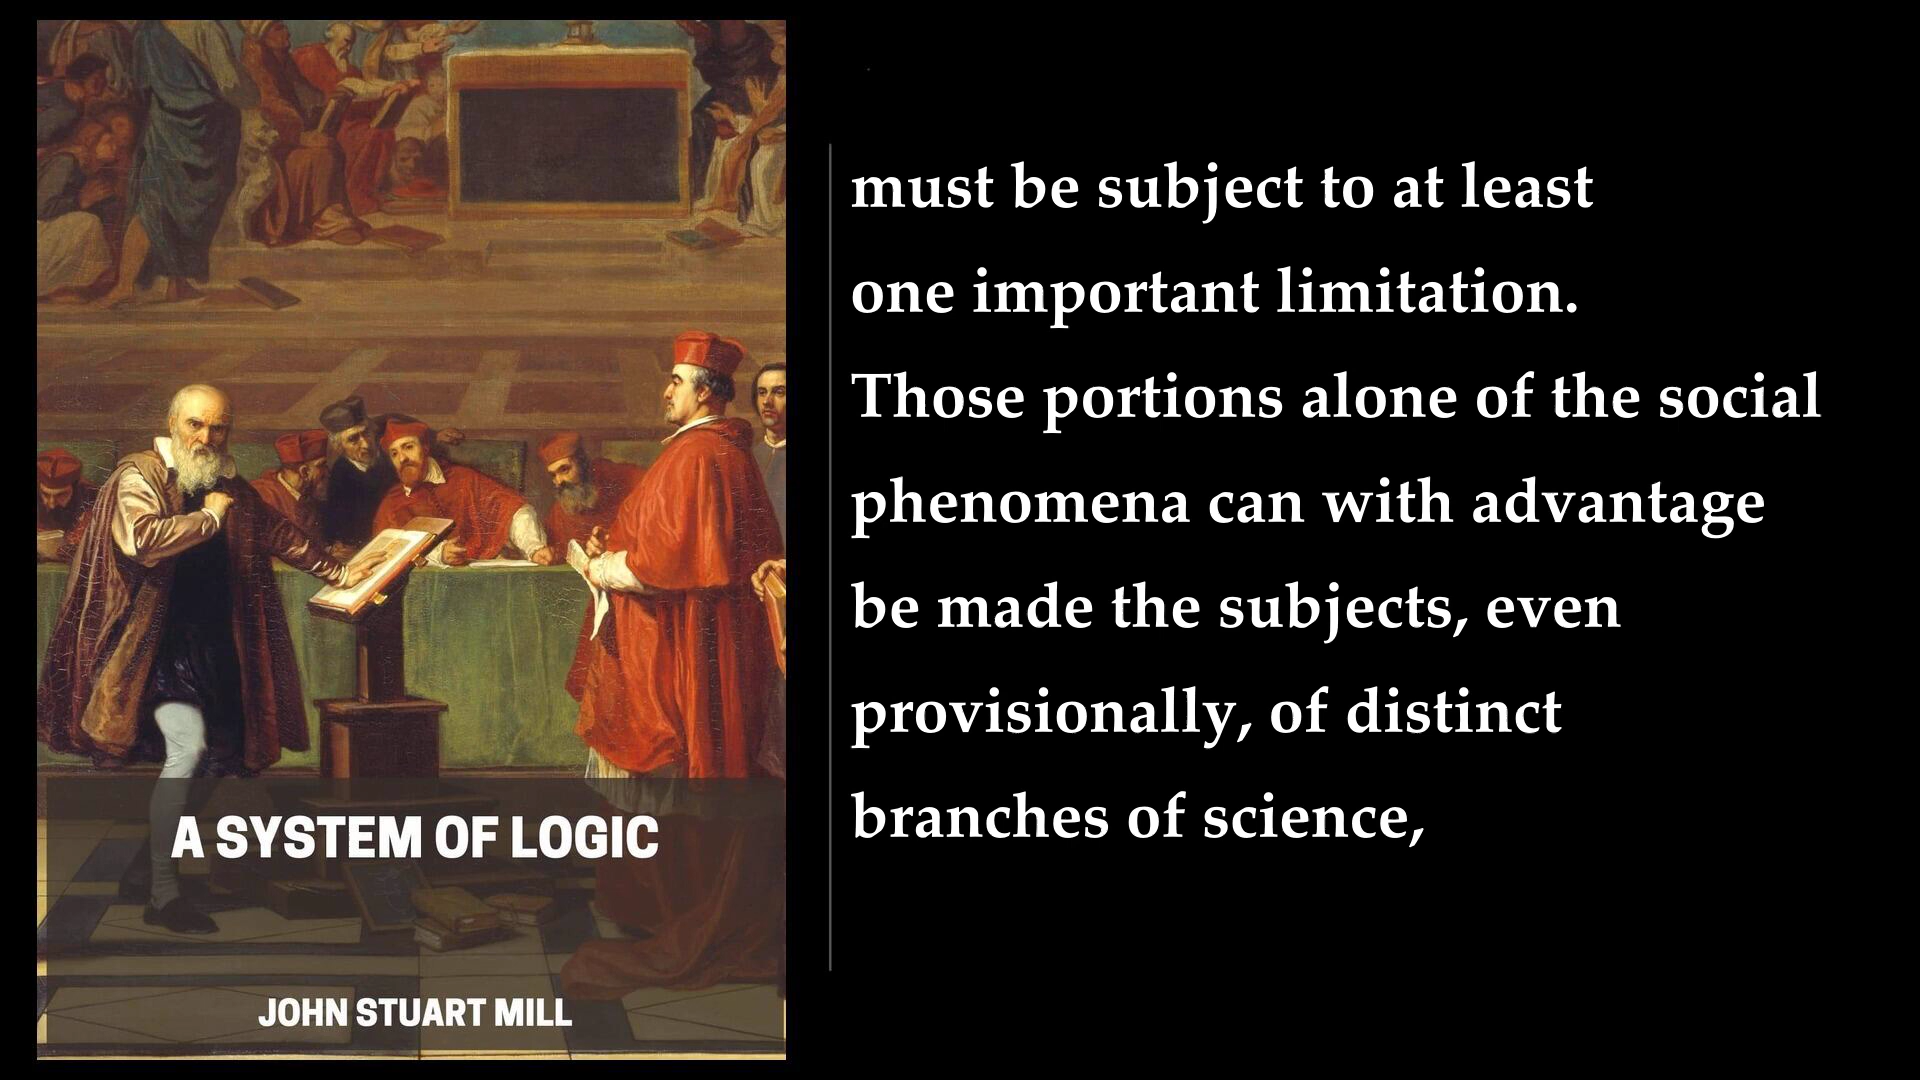 A SYSTEM OF LOGIC
JOHN STUART MILL
must be subject to at least
one important limitation.
Those portions alone of the social
phenomena can with advantage
be made the subjects, even
provisionally, of distinct
branches of science,